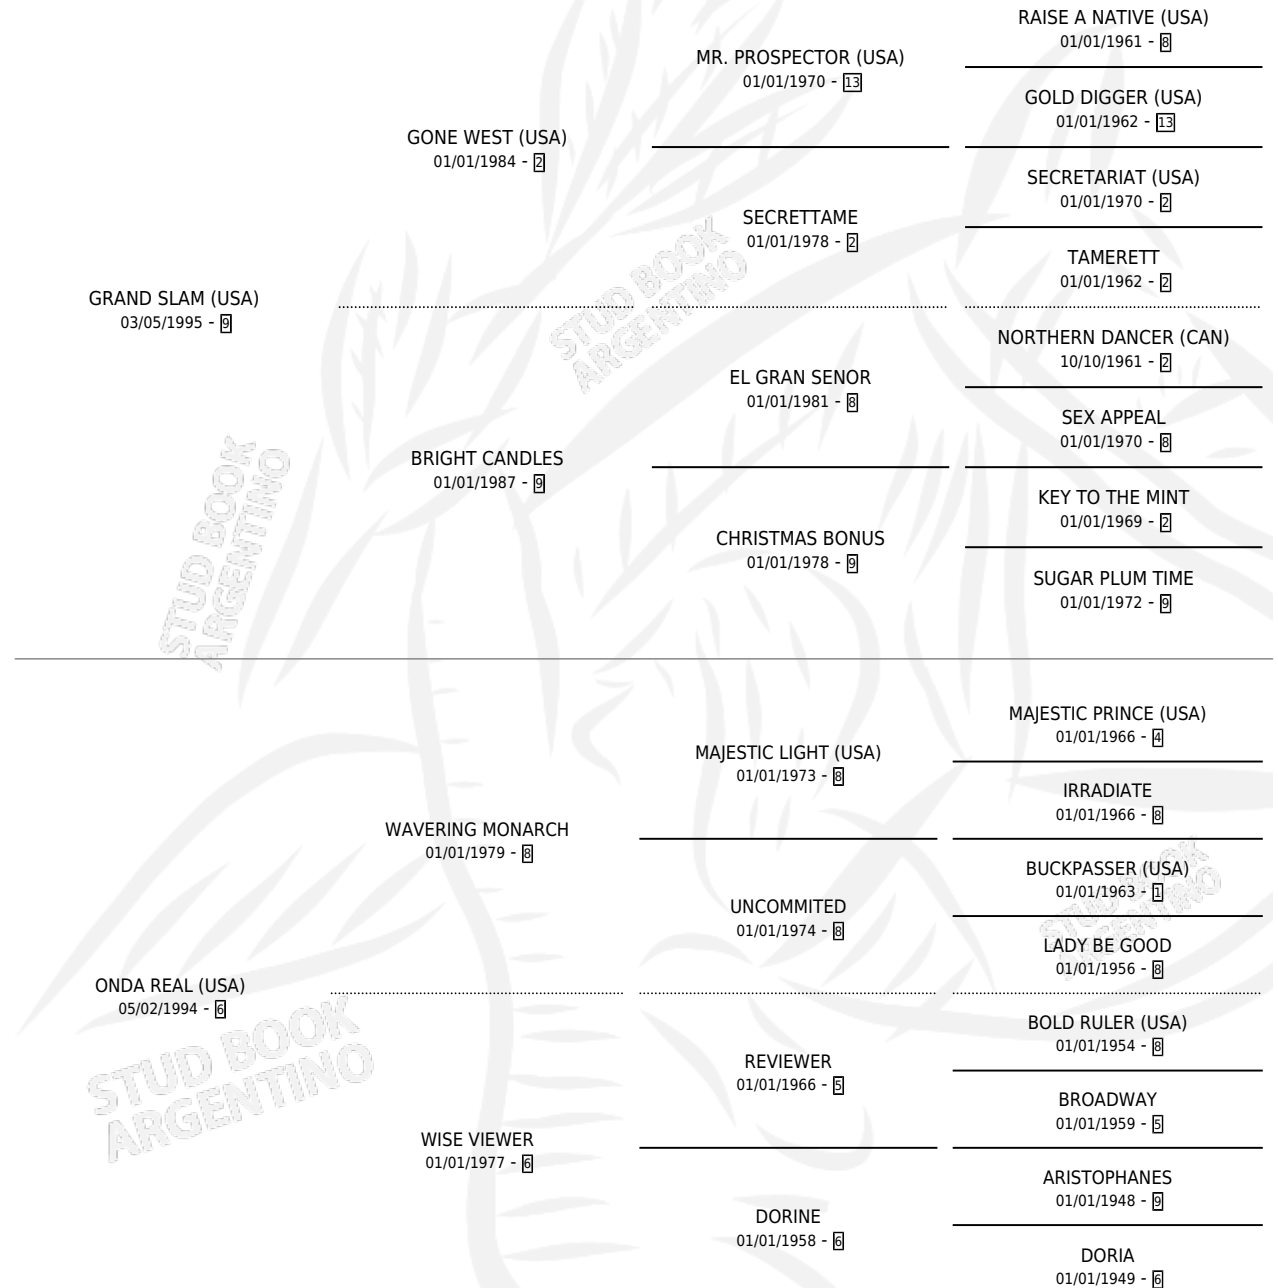 RAISE A NATIVE (USA)
01/01/1961 - 8
MR. PROSPECTOR (USA)
01/01/1970 - 13
GOLD DIGGER (USA)
01/01/1962 - 13
GONE WEST (USA)
01/01/1984 - 2
SECRETARIAT (USA)
01/01/1970 - 2
SECRETTAME
01/01/1978 - 2
TAMERETT
01/01/1962 - 2
GRAND SLAM (USA)
03/05/1995 - 9
NORTHERN DANCER (CAN)
10/10/1961 - 2
EL GRAN SENOR
01/01/1981 - 8
SEX APPEAL
01/01/1970 - 8
BRIGHT CANDLES
01/01/1987 - 9
KEY TO THE MINT
01/01/1969 - 2
CHRISTMAS BONUS
01/01/1978 - 9
SUGAR PLUM TIME
01/01/1972 - 9
MAJESTIC PRINCE (USA)
01/01/1966 - 4
MAJESTIC LIGHT (USA)
01/01/1973 - 8
IRRADIATE
01/01/1966 - 8
WAVERING MONARCH
01/01/1979 - 8
BUCKPASSER (USA)
01/01/1963 - 1
UNCOMMITED
01/01/1974 - 8
LADY BE GOOD
01/01/1956 - 8
ONDA REAL (USA)
05/02/1994 - 6
BOLD RULER (USA)
01/01/1954 - 8
REVIEWER
01/01/1966 - 5
BROADWAY
01/01/1959 - 5
WISE VIEWER
01/01/1977 - 6
ARISTOPHANES
01/01/1948 - 9
DORINE
01/01/1958 - 6
DORIA
01/01/1949 - 6
STUD BOOK
ARGENTINO
STUD BOOK
ARGENTINO
STUD BOOK
ARGENTINO
STUD BOOK
ARGENTINO